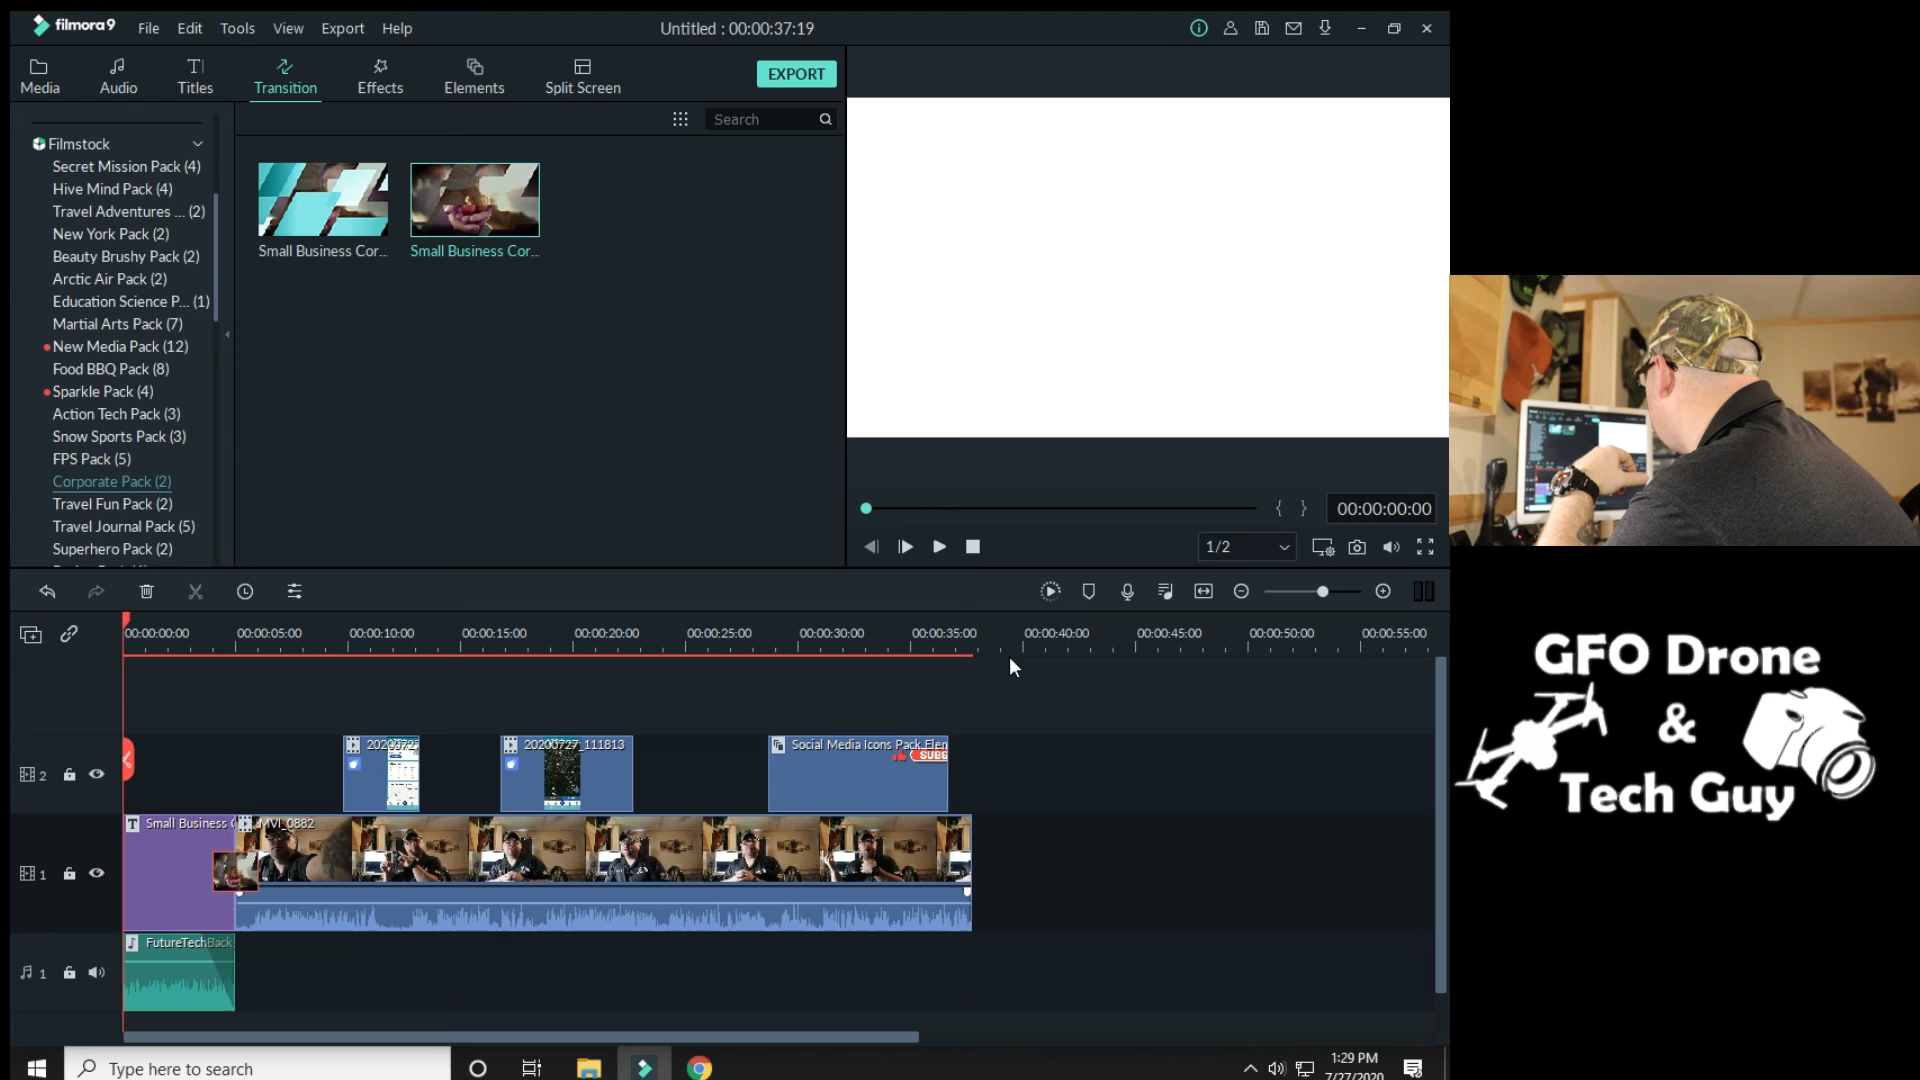 filmora9
File Edit Tools View Export Help
Untitled : 00:00:37:19
Media Audio Titles Transition Effects Elements Split Screen
EXPORT
Search
Filmstock
Secret Mission Pack (4)
Hive Mind Pack (4)
Travel Adventures ... (2)
New York Pack (2)
Beauty Brushy Pack (2)
Arctic Air Pack (2)
Education Science P... (1)
Martial Arts Pack (7)
New Media Pack (12)
Food BBQ Pack (8)
Sparkle Pack (4)
Action Tech Pack (3)
Snow Sports Pack (3)
FPS Pack (5)
Corporate Pack (2)
Travel Fun Pack (2)
Travel Journal Pack (5)
Superhero Pack (2)
Small Business Cor...
Small Business Cor...
{ } 00:00:00:00
1/2
00:00:00:00 00:00:05:00 00:00:10:00 00:00:15:00 00:00:20:00 00:00:25:00 00:00:30:00 00:00:35:00 00:00:40:00 00:00:45:00 00:00:50:00 00:00:55:00
2
2020072
20200727_111813
Social Media Icons Pack Elen
SUBS
1
Small Business
MVI_0882
1
FutureTechBack
GFO Drone
&
Tech Guy
Type here to search
1:29 PM
7/27/2020